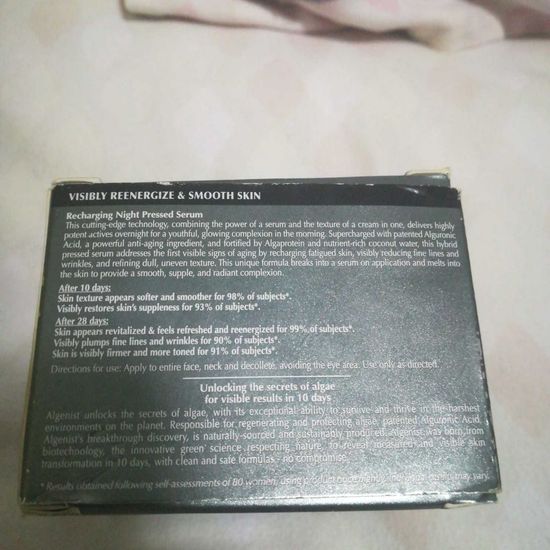 VISIBLY REENERGIZE & SMOOTH SKIN
Recharging Night Pressed Serum
This cutting-edge technology, combining the power of a serum and the texture of a cream in one, delivers highly
potent actives overnight for a youthful, glowing complexion in the morning. Supercharged with patented Alguronic
Acid, a powerful anti-aging ingredient, and fortified by Algaprotein and nutrient-rich coconut water, this hybrid
pressed serum addresses the first visible signs of aging by recharging fatigued skin, visibly reducing fine lines and
wrinkles, and refining dull, uneven texture. This unique formula breaks into a serum on application and melts into
the skin to provide a smooth, supple, and radiant complexion.
After 10 days:
Skin texture appears softer and smoother for 98% of subjects*.
Visibly restores skin's suppleness for 93% of subjects*.
After 28 days:
Skin appears revitalized & feels refreshed and reenergized for 99% of subjects*.
Visibly plumps fine lines and wrinkles for 90% of subjects*.
Skin is visibly firmer and more toned for 91% of subjects*.
Directions for use: Apply to entire face, neck and décolleté, avoiding the eye area. Use only as directed.
Unlocking the secrets of algae
for visible results in 10 days
Algenist unlocks the secrets of algae, with its exceptional ability to survive and thrive in the harshest
environments on the planet. Responsible for regenerating and protecting algae, patented Alguronic Acid,
Algenist's breakthrough discovery, is naturally-sourced and sustainably produced. Algenist was born from
biotechnology, the innovative green science respecting nature, to reveal measured and visible skin
transformation in 10 days, with clean and safe formulas - no compromise.
* Results obtained following self-assessments of 80 women, using product once nightly. Individual results may vary.